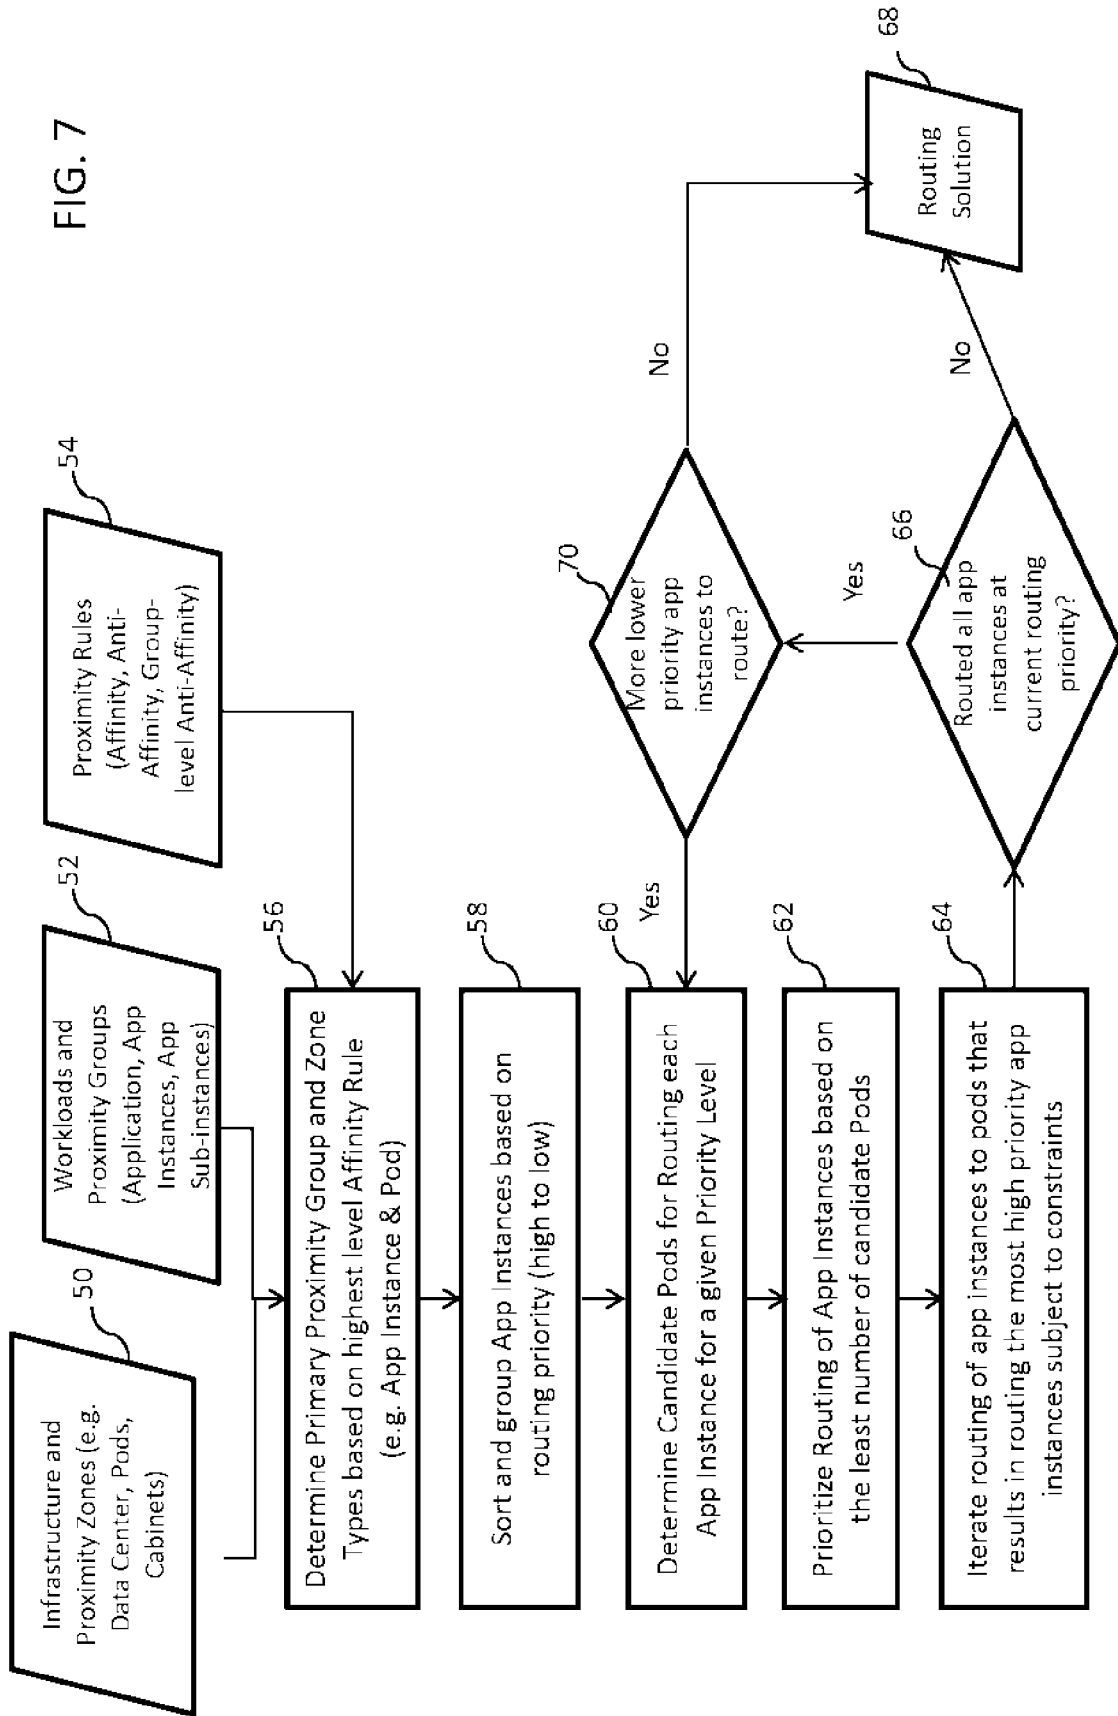 FIG. 7
50
Infrastructure and
Proximity Zones (e.g.
Data Center, Pods,
Cabinets)
52
Workloads and
Proximity Groups
(Application, App
Instances, App
Sub-instances)
54
Proximity Rules
(Affinity, Anti-
Affinity, Group-
level Anti-Affinity)
56
Determine Primary Proximity Group and Zone
Types based on highest level Affinity Rule
(e.g. App Instance & Pod)
58
Sort and group App Instances based on
routing priority (high to low)
60
Determine Candidate Pods for Routing each
App Instance for a given Priority Level
62
Prioritize Routing of App Instances based on
the least number of candidate Pods
64
Iterate routing of app instances to pods that
results in routing the most high priority app
instances subject to constraints
66
Routed all app
instances at
current routing
priority?
Yes
No
70
More lower
priority app
instances to
route?
Yes
No
68
Routing
Solution